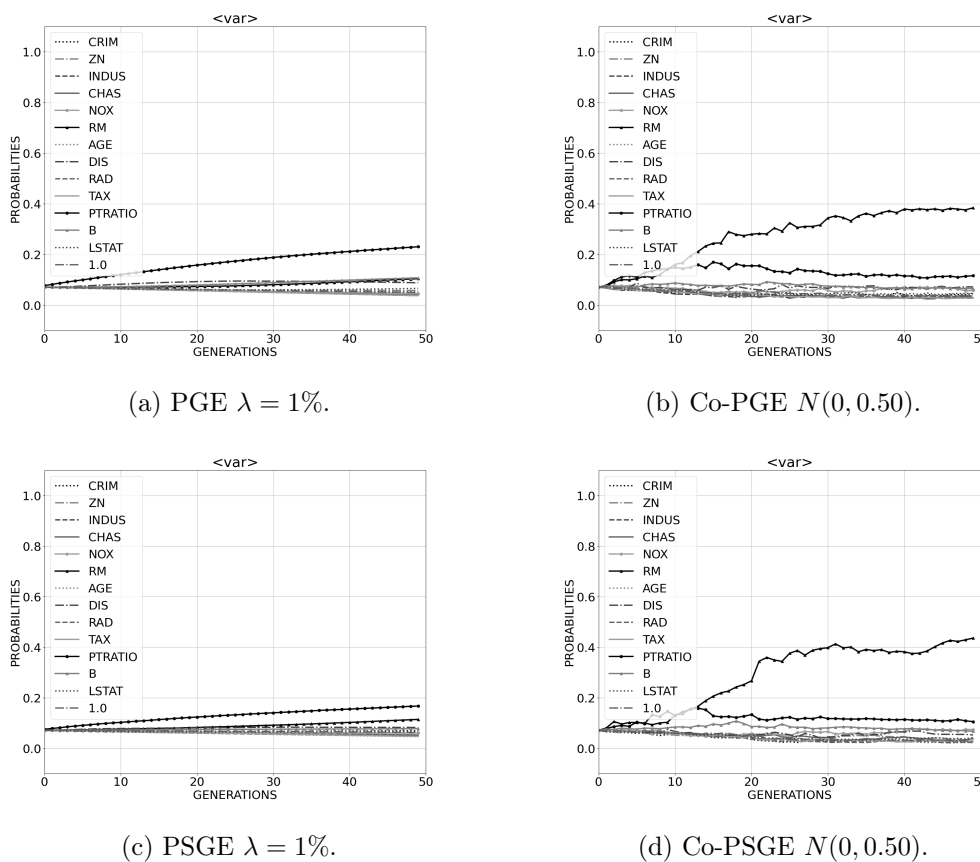 <var>
PROBABILITIES
1.0
0.8
0.6
0.4
0.2
0.0
CRIM
ZN
INDUS
CHAS
NOX
RM
AGE
DIS
RAD
TAX
PTRATIO
B
LSTAT
1.0
0 10 20 30 40 50
GENERATIONS
(a) PGE λ = 1%.
<var>
PROBABILITIES
1.0
0.8
0.6
0.4
0.2
0.0
CRIM
ZN
INDUS
CHAS
NOX
RM
AGE
DIS
RAD
TAX
PTRATIO
B
LSTAT
1.0
0 10 20 30 40
GENERATIONS
(b) Co-PGE N(0, 0.50).
<var>
PROBABILITIES
1.0
0.8
0.6
0.4
0.2
0.0
CRIM
ZN
INDUS
CHAS
NOX
RM
AGE
DIS
RAD
TAX
PTRATIO
B
LSTAT
1.0
0 10 20 30 40 50
GENERATIONS
(c) PSGE λ = 1%.
<var>
PROBABILITIES
1.0
0.8
0.6
0.4
0.2
0.0
CRIM
ZN
INDUS
CHAS
NOX
RM
AGE
DIS
RAD
TAX
PTRATIO
B
LSTAT
1.0
0 10 20 30 40
GENERATIONS
(d) Co-PSGE N(0, 0.50).